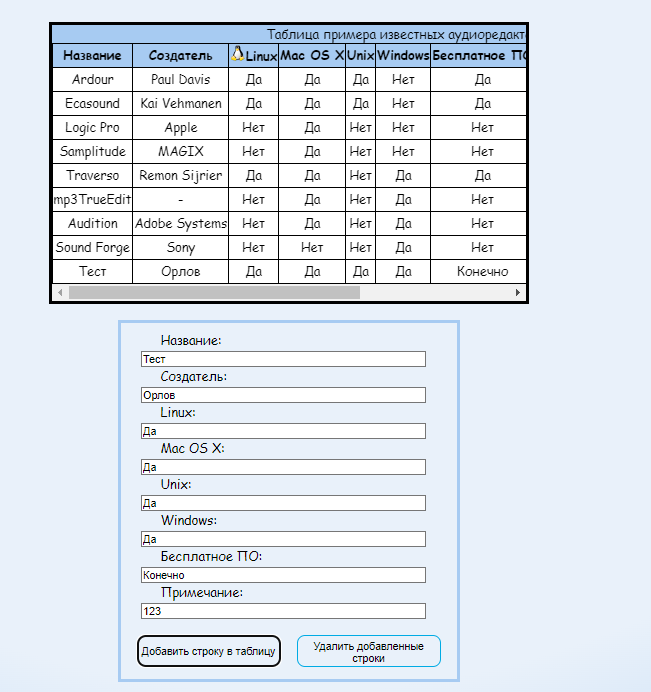 Таблица примера известных аудиоредакт
Название Создатель Linux Mac OS X Unix Windows Бесплатное ПО
Ardour Paul Davis Да Да Да Нет Да
Ecasound Kai Vehmanen Да Да Да Нет Да
Logic Pro Apple Нет Да Нет Нет Нет
Samplitude MAGIX Нет Да Нет Нет Нет
Traverso Remon Sijrier Да Да Нет Да Да
mp3TrueEdit - Нет Да Нет Да Нет
Audition Adobe Systems Нет Да Нет Да Нет
Sound Forge Sony Нет Нет Нет Да Нет
Тест Орлов Да Да Да Да Конечно
Название:
Тест
Создатель:
Орлов
Linux:
Да
Mac OS X:
Да
Unix:
Да
Windows:
Да
Бесплатное ПО:
Конечно
Примечание:
123
Добавить строку в таблицу
Удалить добавленные
строки